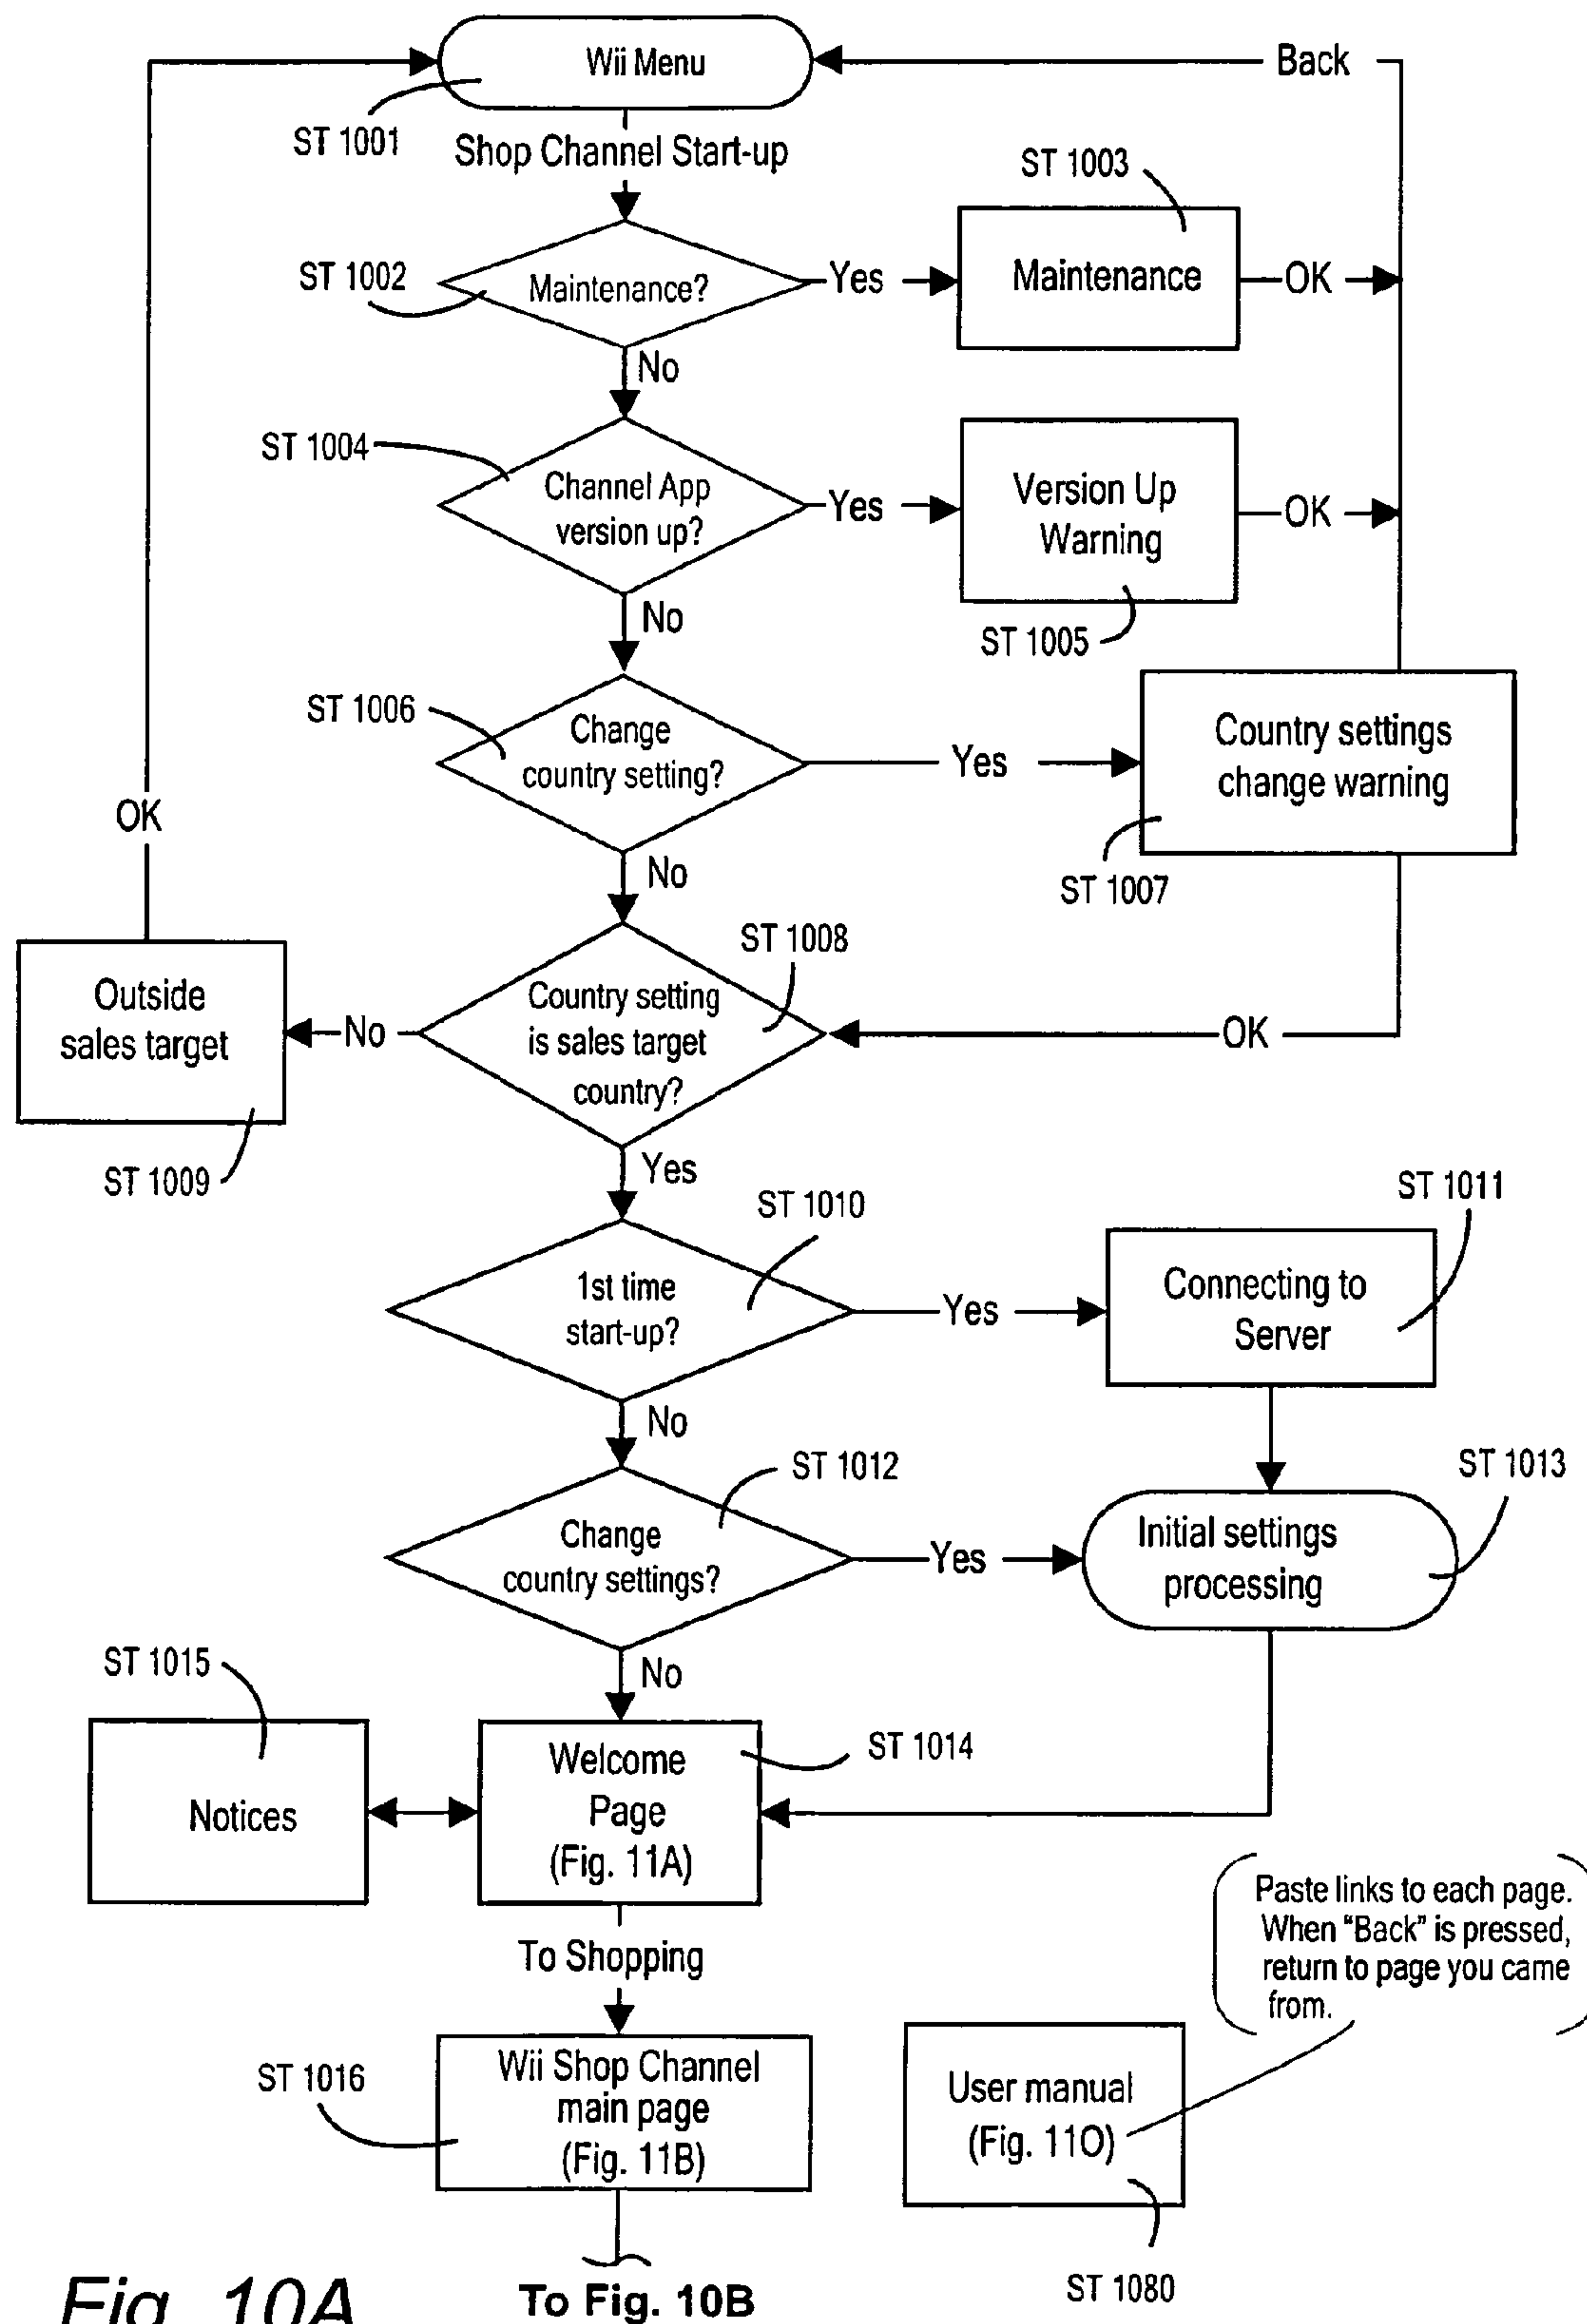 Wii Menu
Back
ST 1001
Shop Channel Start-up
ST 1003
ST 1002
Maintenance?
Yes
Maintenance
OK
No
ST 1004
Channel App
version up?
Yes
Version Up
Warning
OK
No
ST 1005
ST 1006
Change
country setting?
Yes
Country settings
change warning
OK
No
ST 1007
ST 1008
Outside
sales target
No
Country setting
is sales target
country?
OK
ST 1009
Yes
ST 1010
ST 1011
1st time
start-up?
Yes
Connecting to
Server
No
ST 1012
ST 1013
Change
country settings?
Yes
Initial settings
processing
ST 1015
No
Notices
Welcome
Page
(Fig. 11A)
ST 1014
Paste links to each page.
When "Back" is pressed,
return to page you came
from.
To Shopping
ST 1016
Wii Shop Channel
main page
(Fig. 11B)
User manual
(Fig. 11O)
ST 1080
Fig. 10A
To Fig. 10B